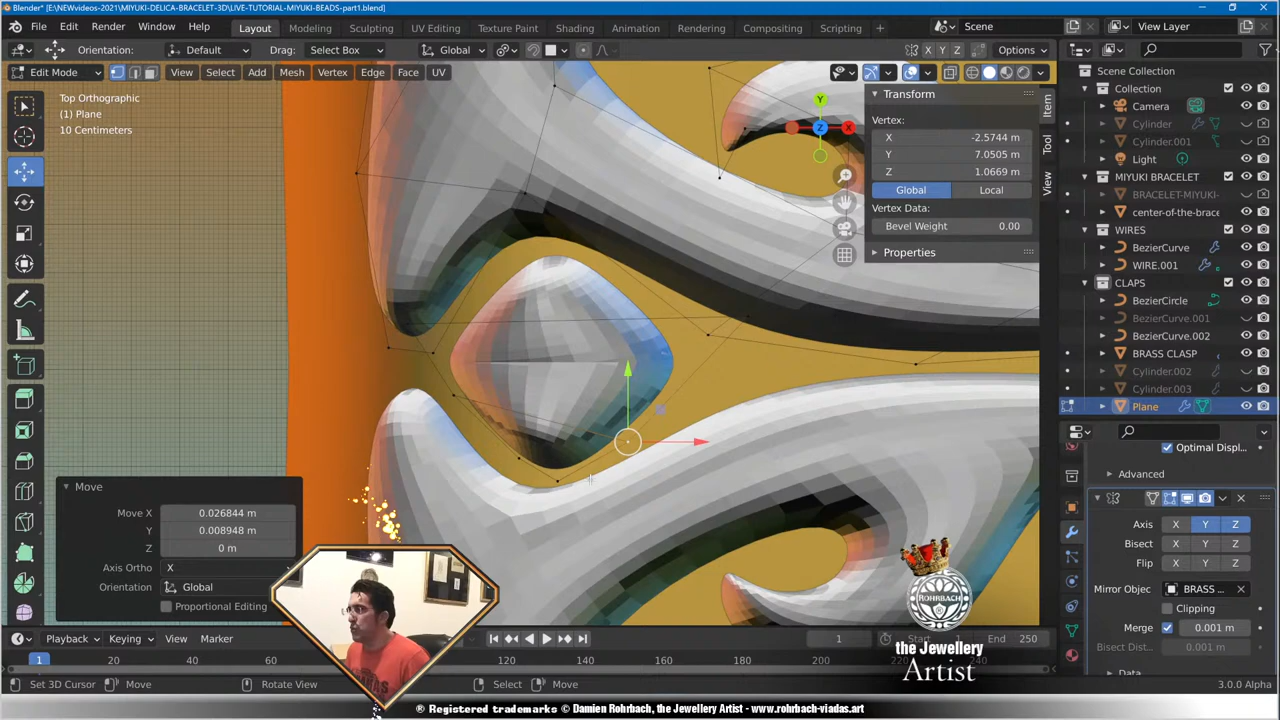 Blender* [E:\NEWvideos-2021\MIYUKI-DELICA-BRACELET-3D\LIVE-TUTORIAL-MIYUKI-BEADS-part1.blend]
File Edit Render Window Help Layout Modeling Sculpting UV Editing Texture Paint Shading Animation Rendering Compositing Scripting + Scene View Layer
Orientation: Default Drag: Select Box Global X Y Z Options
Edit Mode View Select Add Mesh Vertex Edge Face UV
Top Orthographic
(1) Plane
10 Centimeters
Y
Z
X
Transform
Vertex:
X -2.5744 m
Y 7.0505 m
Z 1.0669 m
Global Local
Vertex Data:
Bevel Weight 0.00
Properties
Item
Tool
View
Scene Collection
Collection
Camera
Cylinder
Cylinder.001
Light
MIYUKI BRACELET
BRACELET-MIYUKI-
center-of-the-brace
WIRES
BezierCurve
WIRE.001
CLAPS
BezierCircle
BezierCurve.001
BezierCurve.002
BRASS CLASP
Cylinder.002
Cylinder.003
Plane
Optimal Displ...
Advanced
Axis X Y Z
Bisect X Y Z
Flip X Y Z
Mirror Objec BRASS ...
Clipping
Merge 0.001 m
Bisect Dist... 0.001 m
Data
Move
Move X 0.026844 m
Y 0.008948 m
Z 0 m
Axis Ortho X
Orientation Global
Proportional Editing
ROHRBACH
the Jewellery
Artist
Playback Keying View Marker 1 Start 1 End 250
1 20 40 60 120 140 160 180 200 220 240
Set 3D Cursor Move Rotate View Select Move 3.0.0 Alpha
® Registered trademarks © Damien Rohrbach, the Jewellery Artist - www.rohrbach-viadas.art